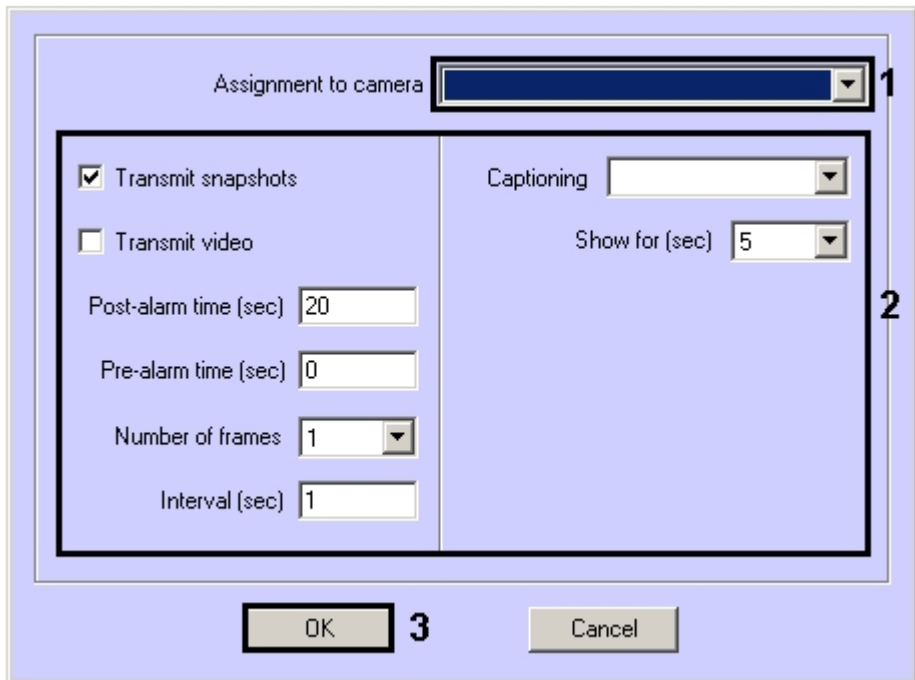 Assignment to camera 1
Transmit snapshots
Transmit video
Post-alarm time (sec) 20
Pre-alarm time (sec) 0
Number of frames 1
Interval (sec) 1
Captioning
Show for (sec) 5
2
OK 3 Cancel